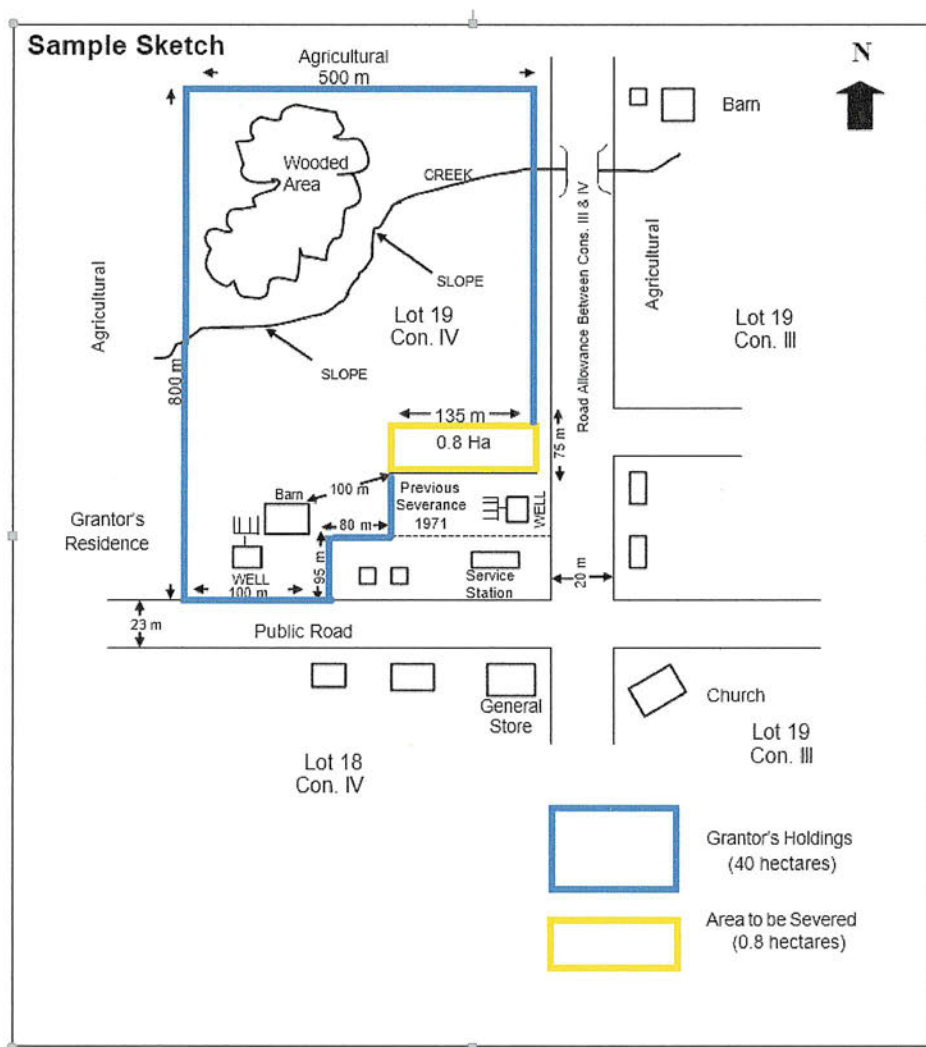 Sample Sketch
Agricultural
500 m
N
Barn
Wooded
Area
CREEK
Road Allowance Between Cons. III & IV
Agricultural
Agricultural
SLOPE
Lot 19
Con. IV
Lot 19
Con. III
SLOPE
800 m
135 m
0.8 Ha
75 m
100 m
Barn
Previous
Severance
1971
WELL
Grantor's
Residence
80 m
95 m
WELL
100 m
Service
Station
20 m
23 m
Public Road
General
Store
Church
Lot 19
Con. III
Lot 18
Con. IV
Grantor's Holdings
(40 hectares)
Area to be Severed
(0.8 hectares)